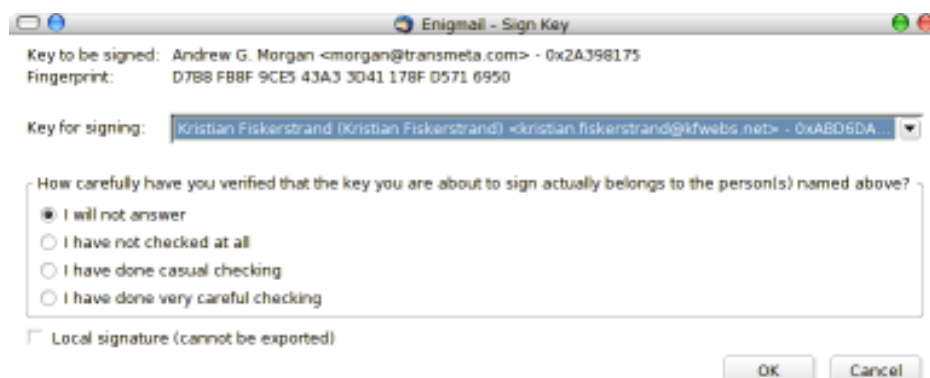 Enigmail - Sign Key
Key to be signed: Andrew G. Morgan <morgan@transmeta.com> - 0x2A398175
Fingerprint: D7BB FBBF 9CE5 43A3 3D41 178F D571 6950
Key for signing: Kristian Fiskerstrand (Kristian Fiskerstrand) <kristian.fiskerstrand@kfwebs.net> - 0xABD6DA...
How carefully have you verified that the key you are about to sign actually belongs to the person(s) named above?
I will not answer
I have not checked at all
I have done casual checking
I have done very careful checking
Local signature (cannot be exported)
OK Cancel